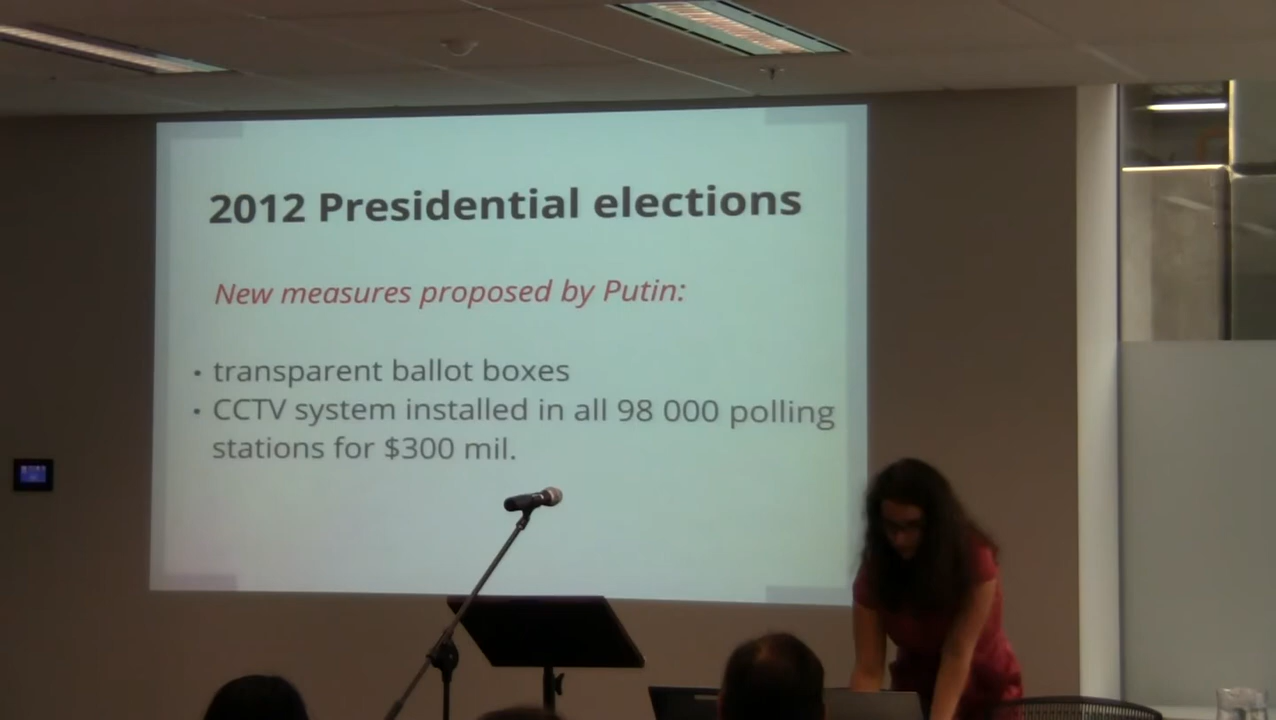 2012 Presidential elections
New measures proposed by Putin:
• transparent ballot boxes
• CCTV system installed in all 98 000 polling
stations for $300 mil.